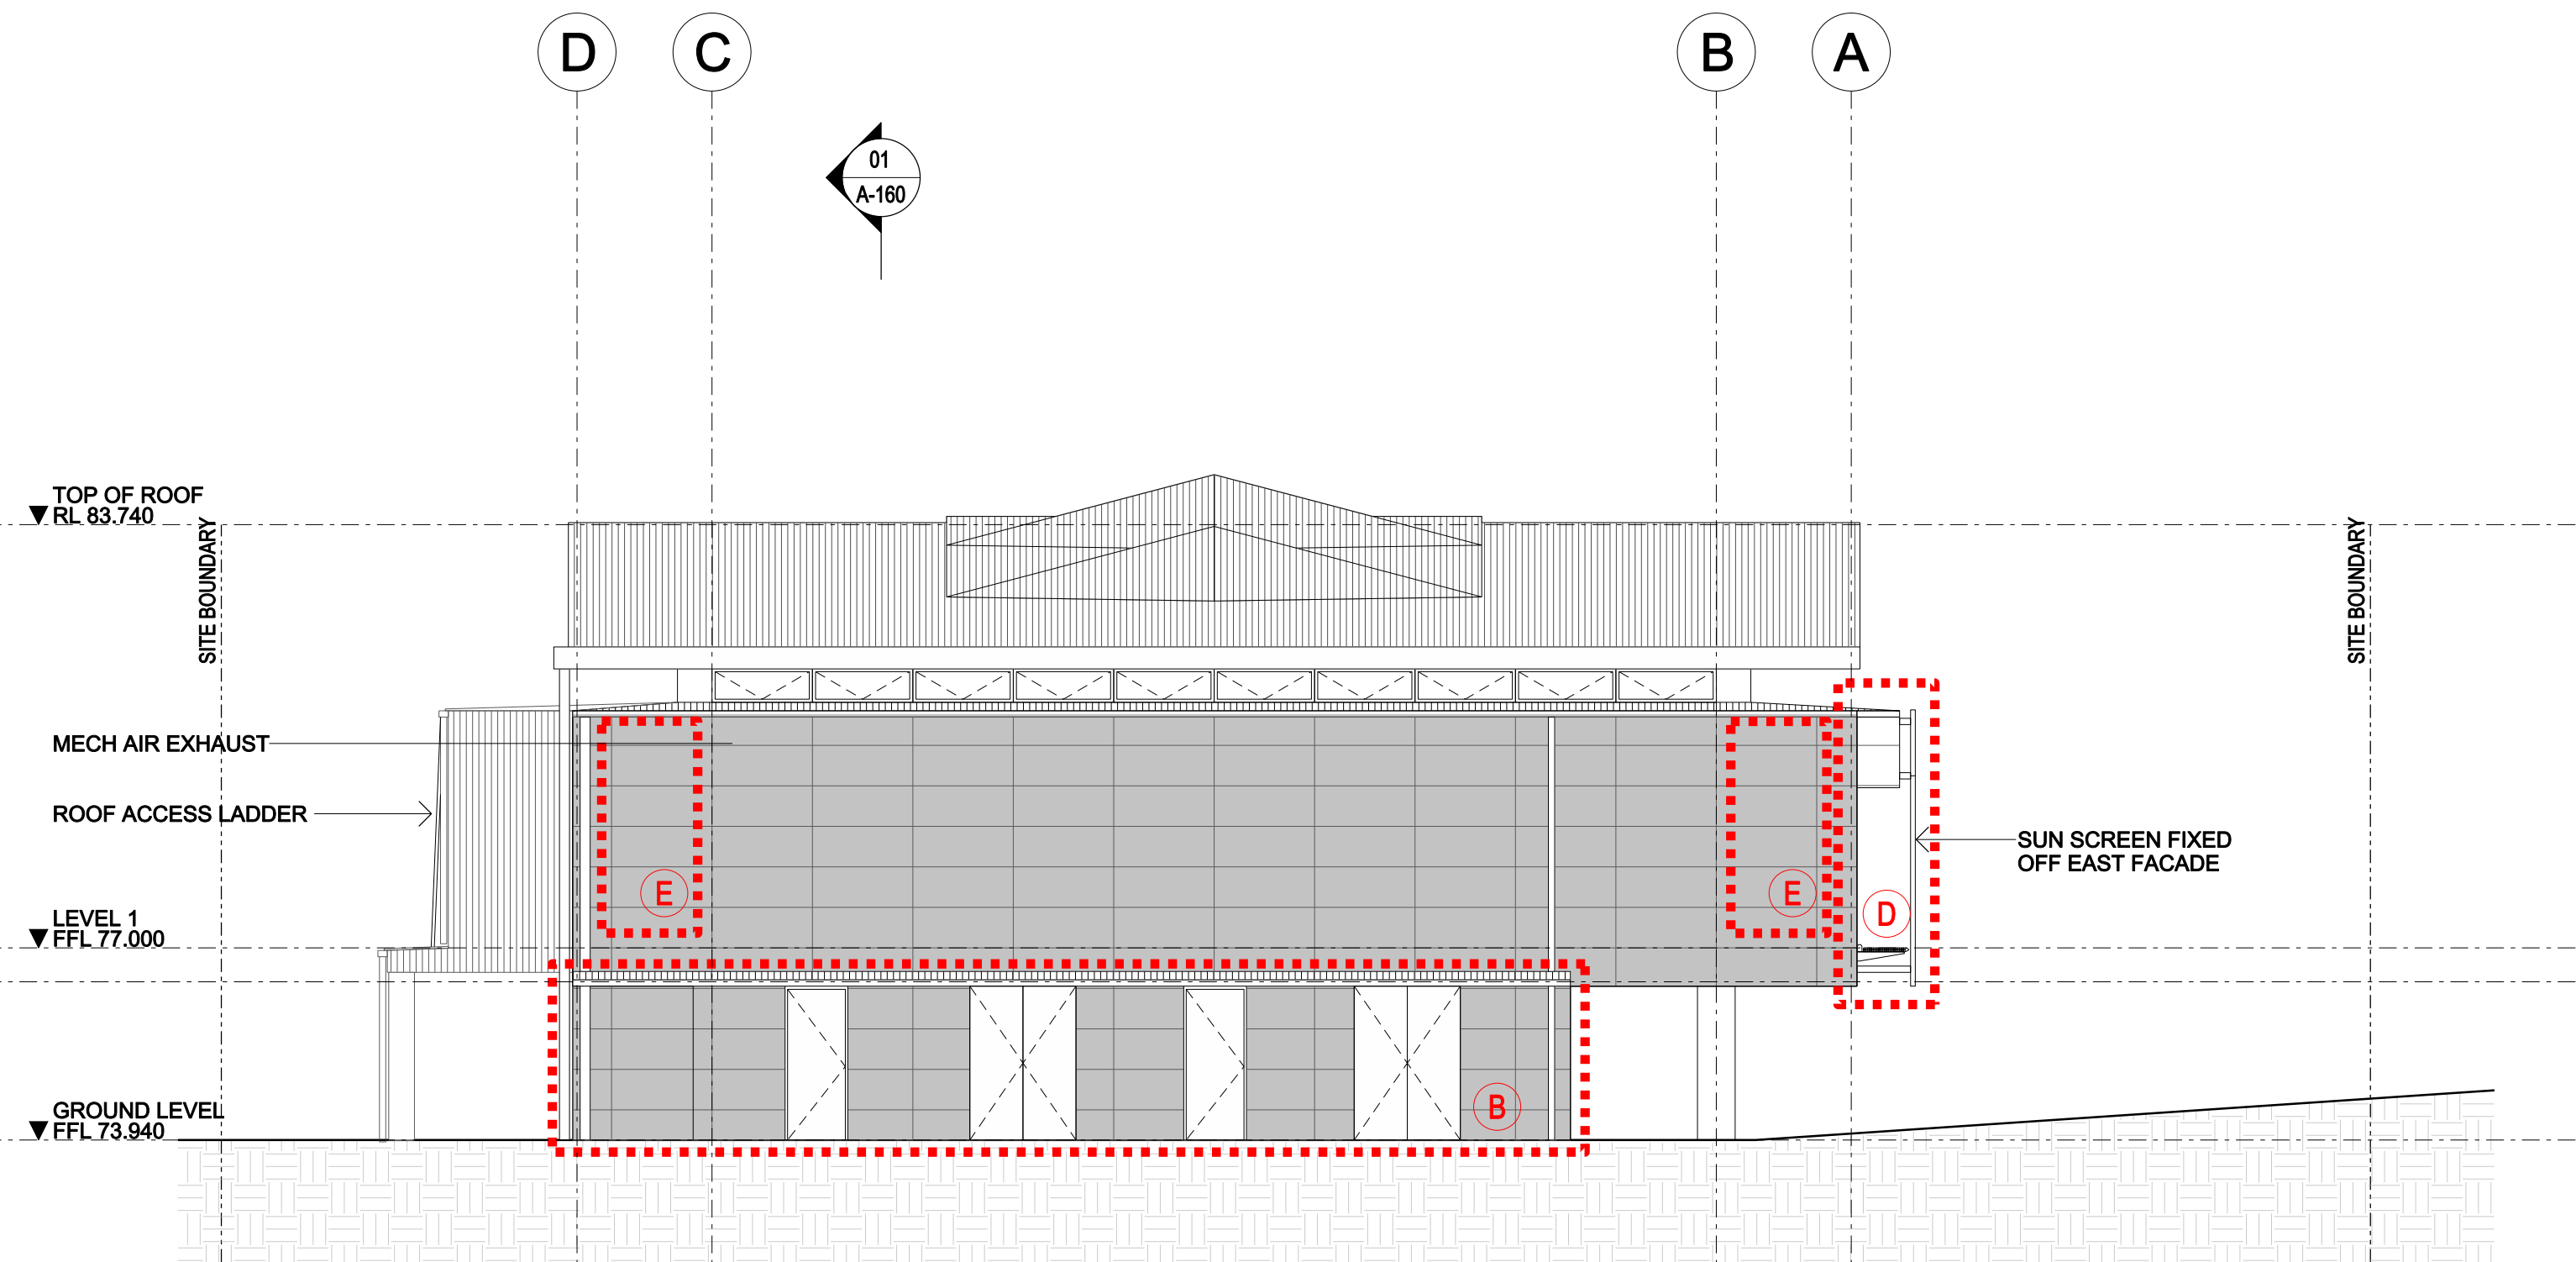 D
C
B
A
01
A-160
TOP OF ROOF
RL 83.740
SITE BOUNDARY
SITE BOUNDARY
MECH AIR EXHAUST
ROOF ACCESS LADDER
SUN SCREEN FIXED
OFF EAST FACADE
E
E
D
LEVEL 1
FFL 77.000
B
GROUND LEVEL
FFL 73.940